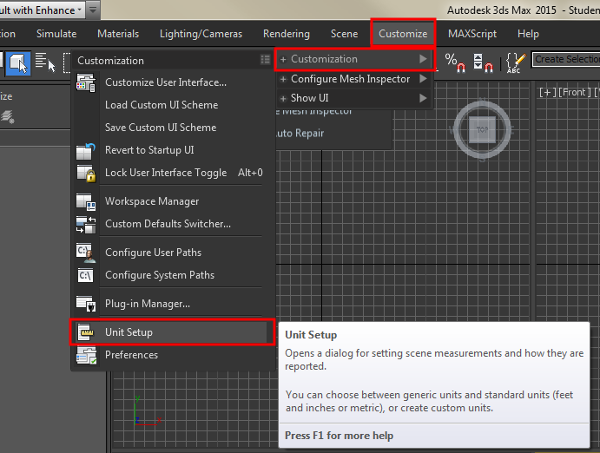 ult with Enhance
Autodesk 3ds Max 2015 - Studen
ion Simulate Materials Lighting/Cameras Rendering Scene Customize MAXScript Help
Customization
+ Customization
Create Selection
ze
Customize User Interface...
+ Configure Mesh Inspector
[+][Front]
Load Custom UI Scheme
+ Show UI
e Mesh Inspector
Save Custom UI Scheme
uto Repair
TOP
Revert to Startup UI
Lock User Interface Toggle Alt+0
Workspace Manager
Custom Defaults Switcher...
Configure User Paths
Configure System Paths
Plug-in Manager...
Unit Setup
Preferences
Unit Setup
Opens a dialog for setting scene measurements and how they are
reported.
You can choose between generic units and standard units (feet
and inches or metric), or create custom units.
Press F1 for more help